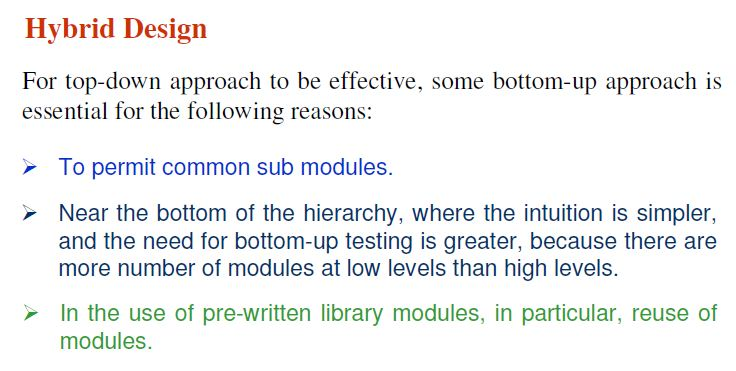 Hybrid Design
For top-down approach to be effective, some bottom-up approach is
essential for the following reasons:
➢ To permit common sub modules.
➢ Near the bottom of the hierarchy, where the intuition is simpler,
and the need for bottom-up testing is greater, because there are
more number of modules at low levels than high levels.
➢ In the use of pre-written library modules, in particular, reuse of
modules.